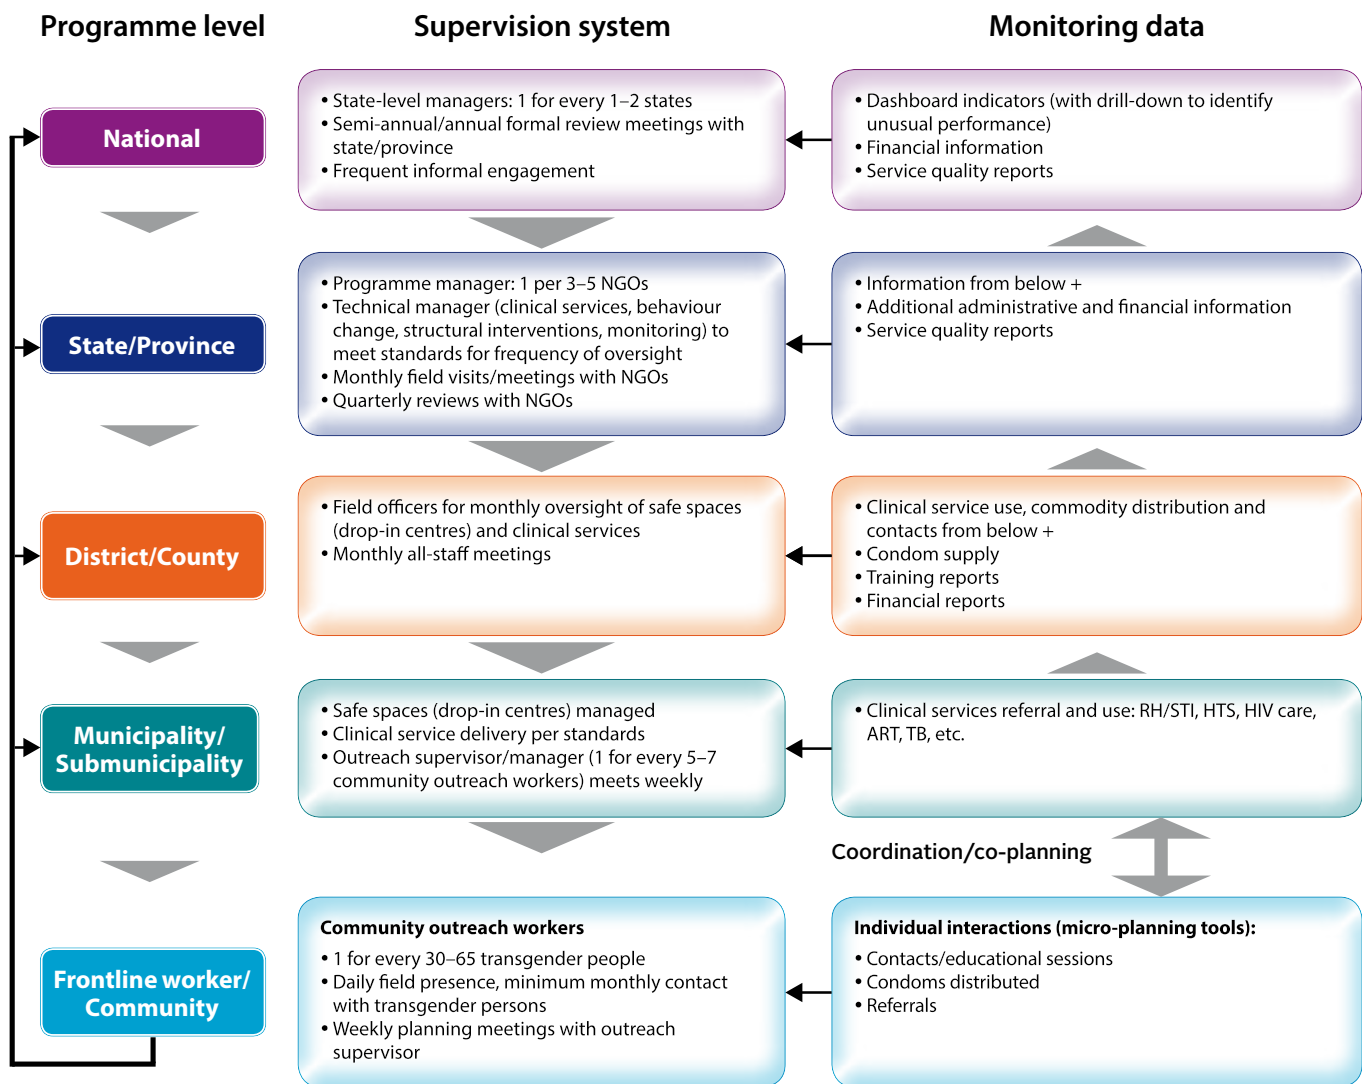 Programme level
Supervision system
Monitoring data
National
• State-level managers: 1 for every 1–2 states
• Semi-annual/annual formal review meetings with
state/province
• Frequent informal engagement
• Dashboard indicators (with drill-down to identify
unusual performance)
• Financial information
• Service quality reports
State/Province
• Programme manager: 1 per 3–5 NGOs
• Technical manager (clinical services, behaviour
change, structural interventions, monitoring) to
meet standards for frequency of oversight
• Monthly field visits/meetings with NGOs
• Quarterly reviews with NGOs
• Information from below +
• Additional administrative and financial information
• Service quality reports
District/County
• Field officers for monthly oversight of safe spaces
(drop-in centres) and clinical services
• Monthly all-staff meetings
• Clinical service use, commodity distribution and
contacts from below +
• Condom supply
• Training reports
• Financial reports
Municipality/
Submunicipality
• Safe spaces (drop-in centres) managed
• Clinical service delivery per standards
• Outreach supervisor/manager (1 for every 5–7
community outreach workers) meets weekly
• Clinical services referral and use: RH/STI, HTS, HIV care,
ART, TB, etc.
Coordination/co-planning
Frontline worker/
Community
Community outreach workers
• 1 for every 30–65 transgender people
• Daily field presence, minimum monthly contact
with transgender persons
• Weekly planning meetings with outreach
supervisor
Individual interactions (micro-planning tools):
• Contacts/educational sessions
• Condoms distributed
• Referrals